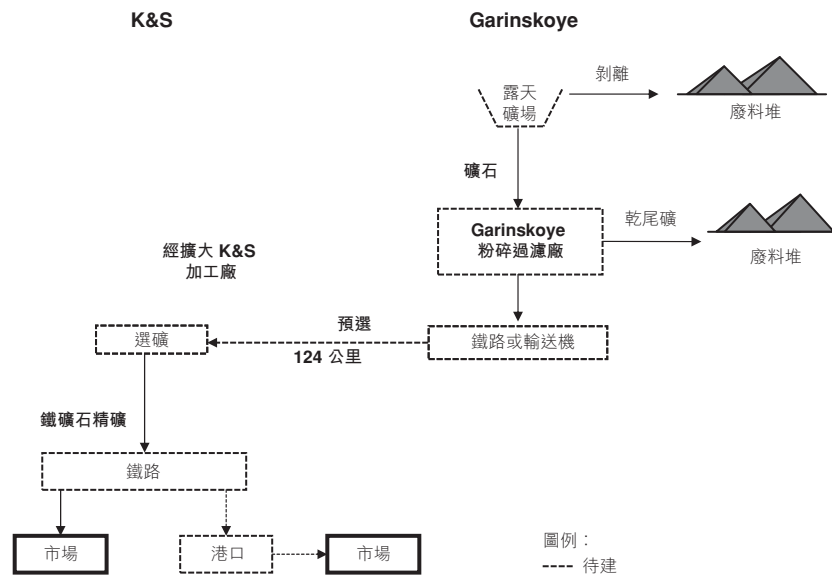 K&S
Garinskoye
露天
礦場
剝離
廢料堆
礦石
Garinskoye
粉碎過濾廠
乾尾礦
廢料堆
經擴大 K&S
加工廠
選礦
預選
124 公里
鐵路或輸送機
鐵礦石精礦
鐵路
市場
港口
市場
圖例：
待建